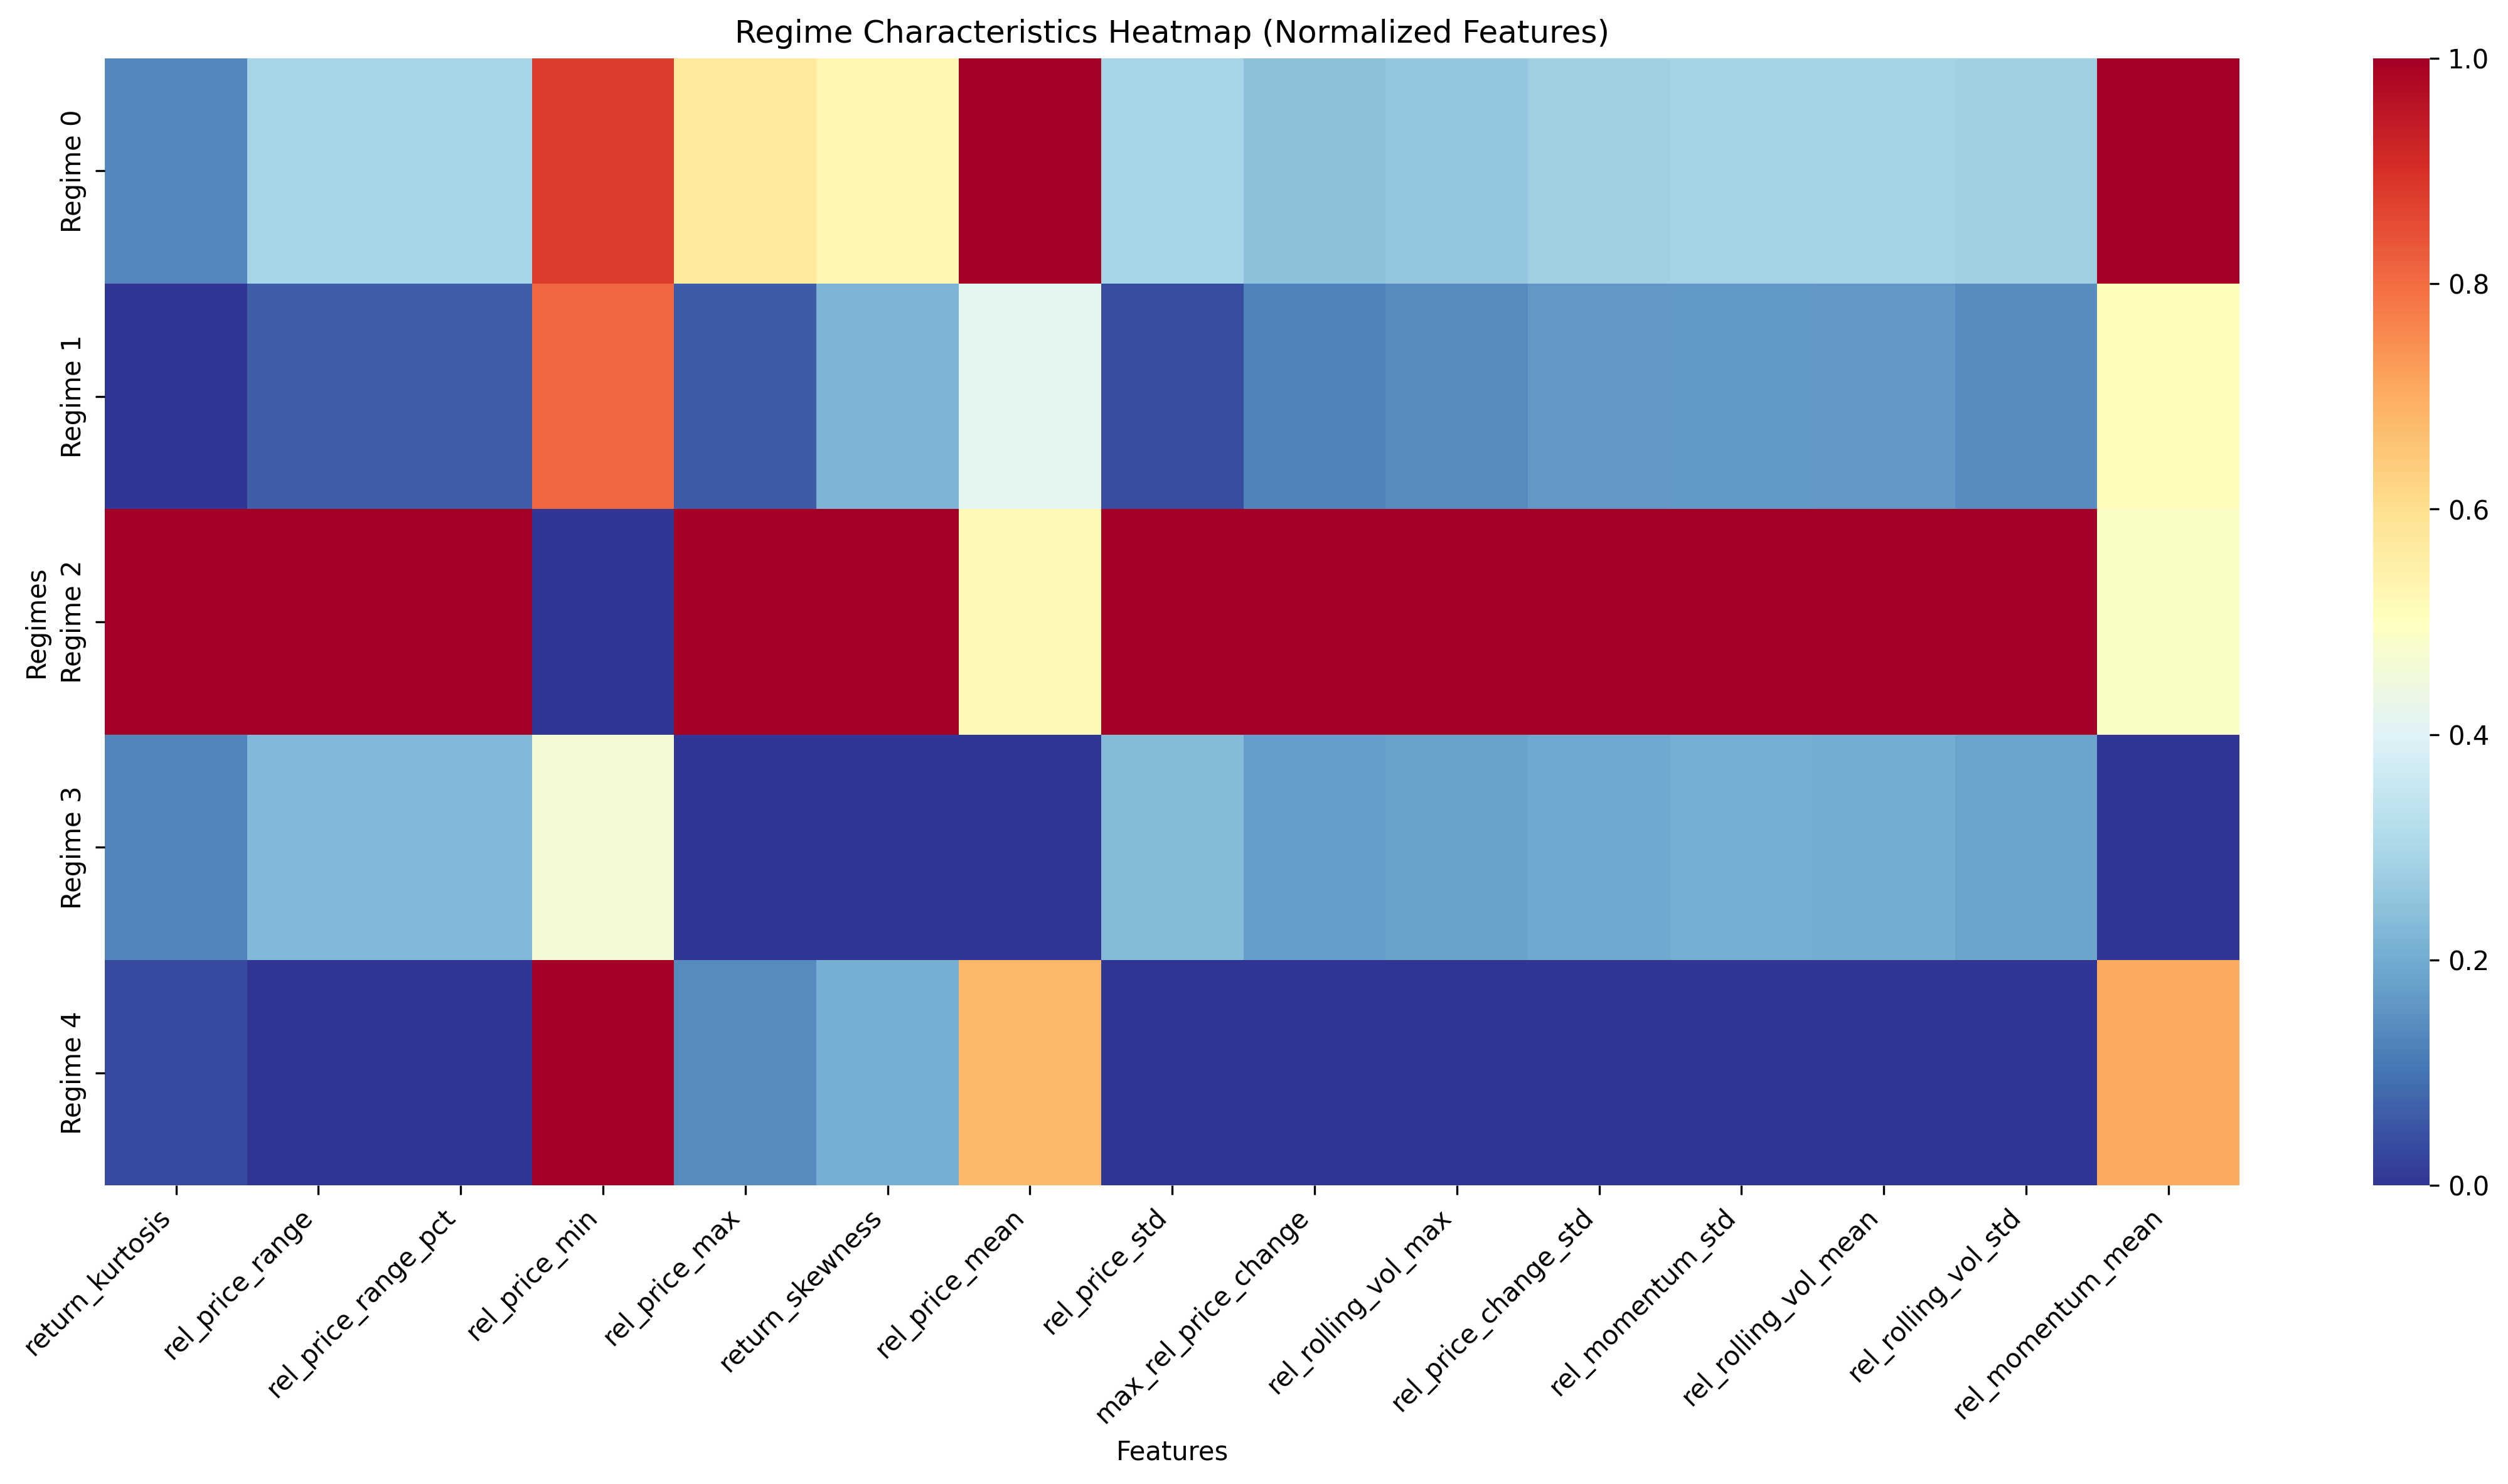 Regime Characteristics Heatmap (Normalized Features)
Regimes
Regime 0
Regime 1
Regime 2
Regime 3
Regime 4
return_kurtosis
rel_price_range
rel_price_range_pct
rel_price_min
rel_price_max
return_skewness
rel_price_mean
rel_price_std
max_rel_price_change
rel_rolling_vol_max
rel_price_change_std
rel_momentum_std
rel_rolling_vol_mean
rel_rolling_vol_std
rel_momentum_mean
Features
1.0
0.8
0.6
0.4
0.2
0.0